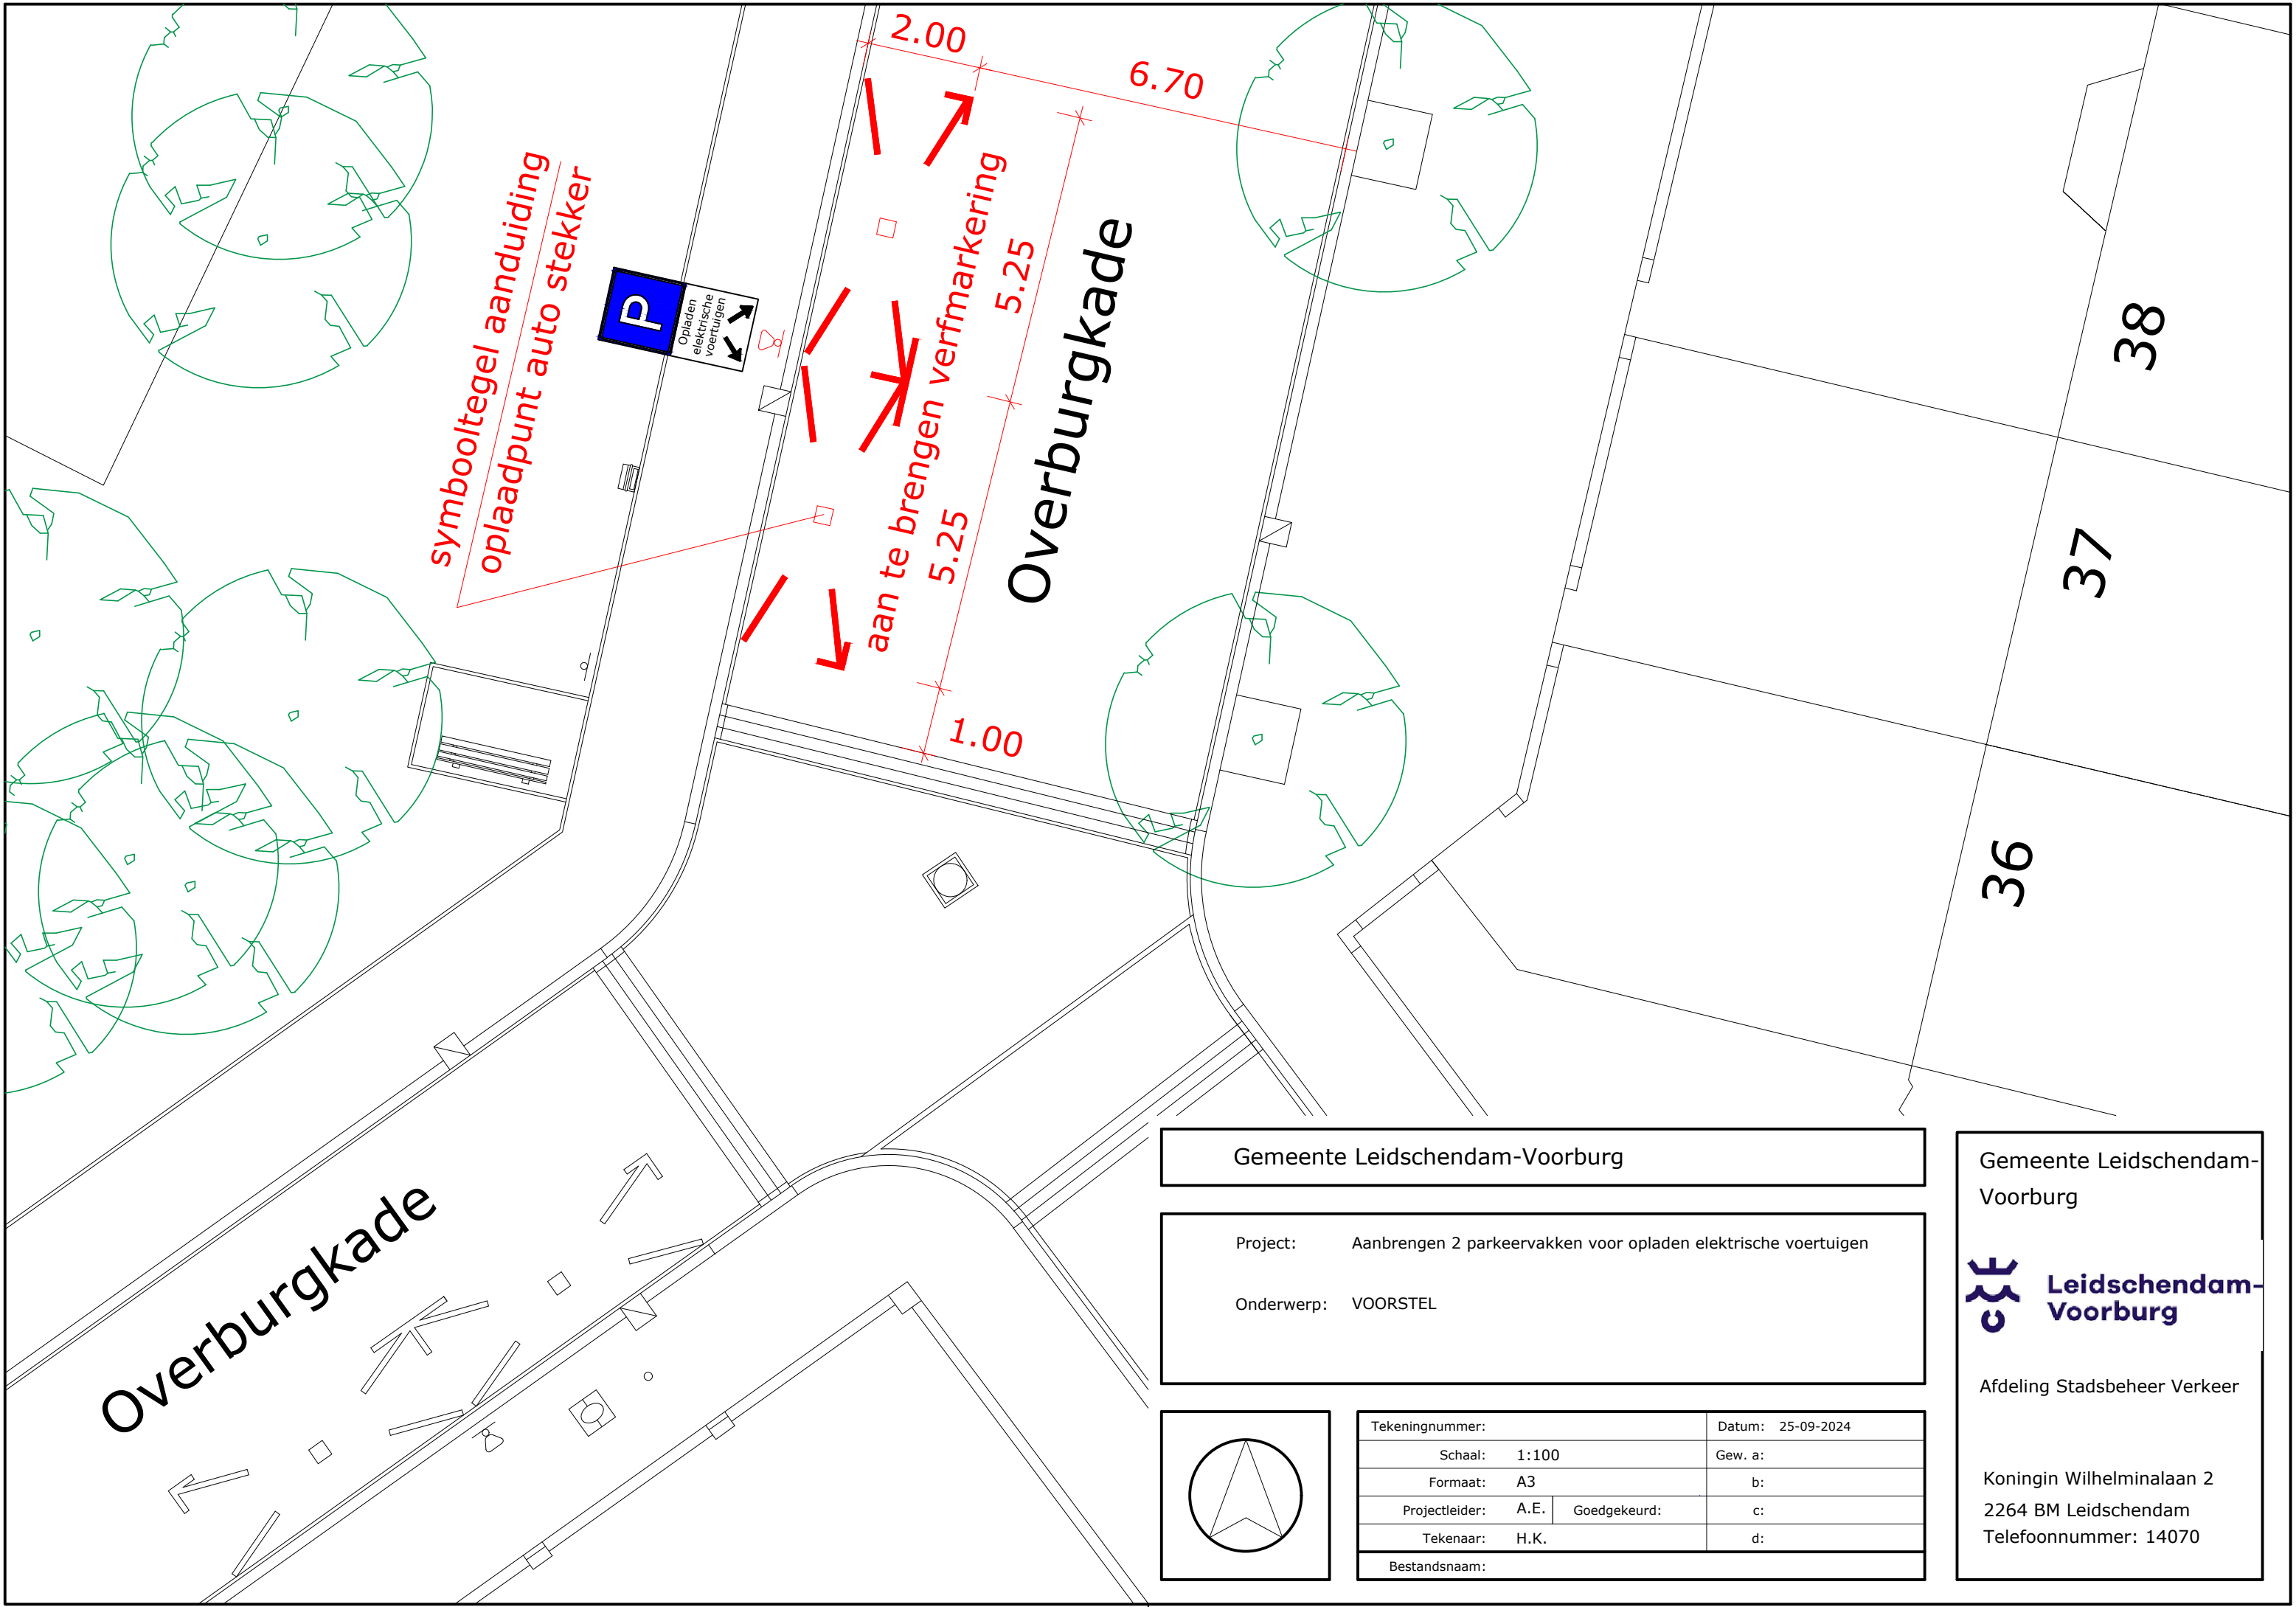 2.00
6.70
symbooltegel aanduiding
oplaadpunt auto stekker
P
Opladen
elektrische
voertuigen
aan te brengen verfmarkering
5.25
5.25
1.00
Overburgkade
38
37
36
Overburgkade
Gemeente Leidschendam-Voorburg
Project: Aanbrengen 2 parkeervakken voor opladen elektrische voertuigen
Onderwerp: VOORSTEL
Tekeningnummer: Datum: 25-09-2024
Schaal: 1:100 Gew. a:
Formaat: A3 b:
Projectleider: A.E. Goedgekeurd: c:
Tekenaar: H.K. d:
Bestandsnaam:
Gemeente Leidschendam-
Voorburg
Leidschendam-
Voorburg
Afdeling Stadsbeheer Verkeer
Koningin Wilhelminalaan 2
2264 BM Leidschendam
Telefoonnummer: 14070